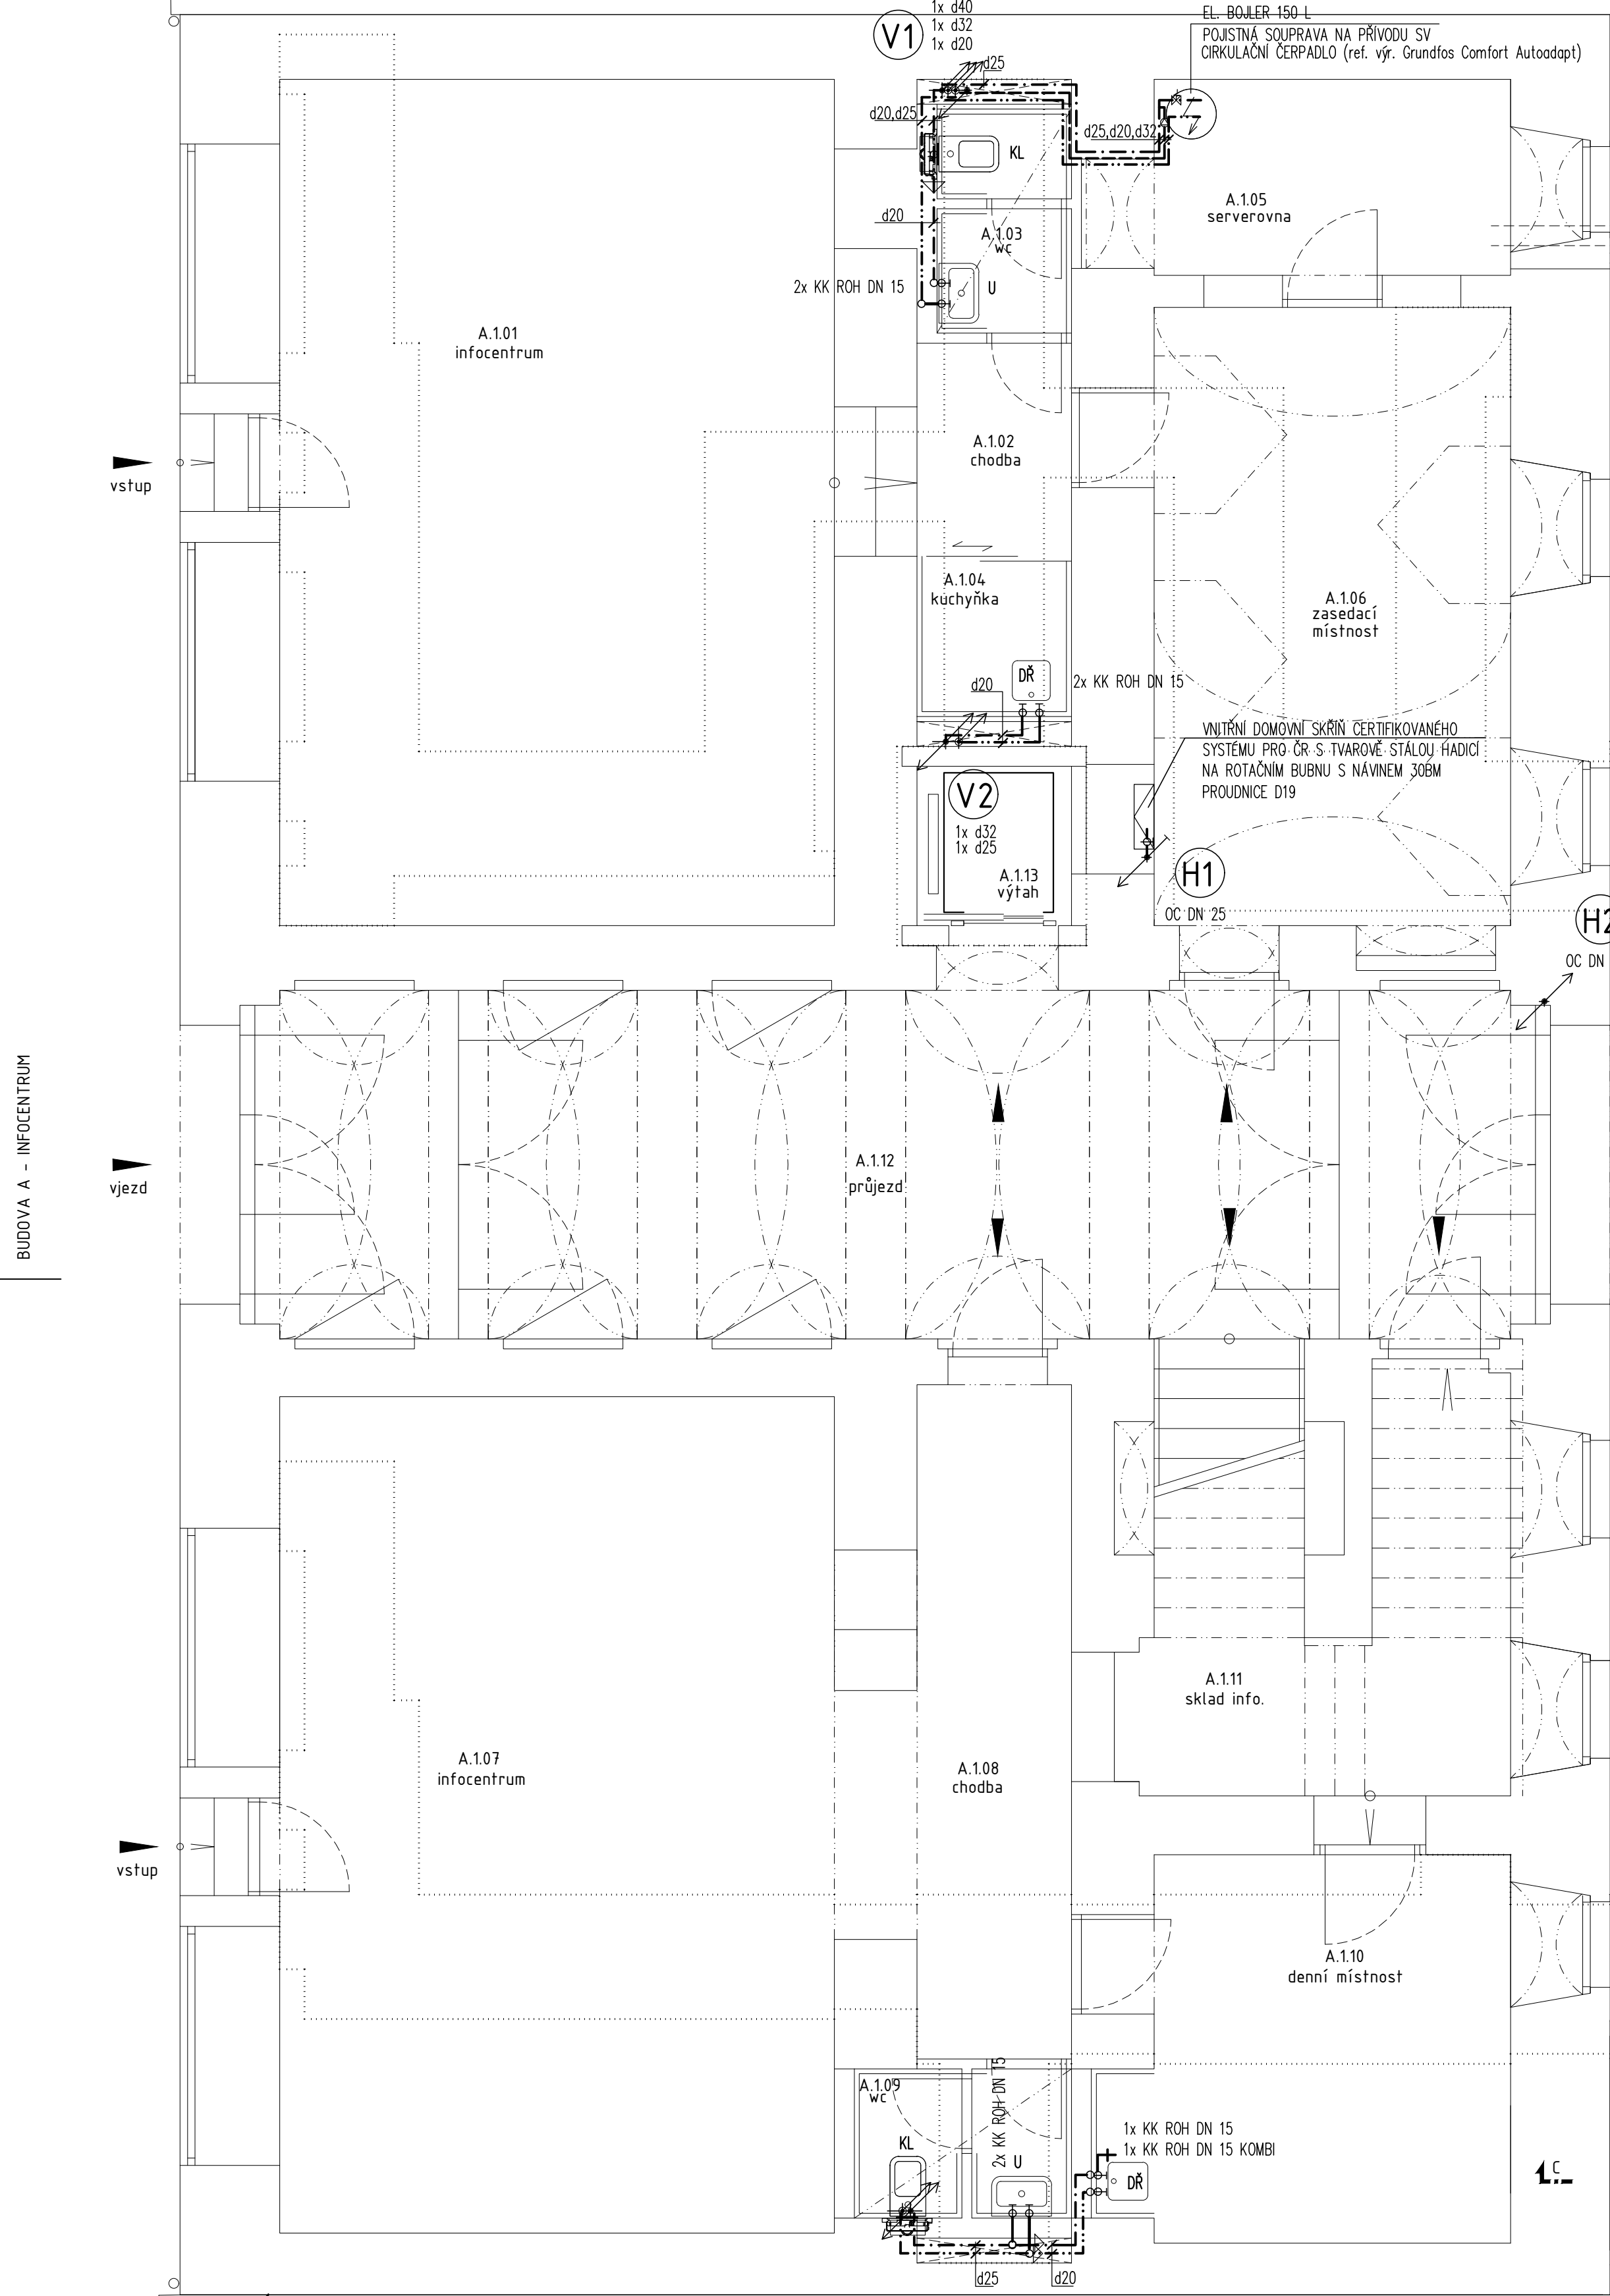 1x d40
1x d32
1x d20
V1
EL. BOJLER 150 L
POJISTNÁ SOUPRAVA NA PŘÍVODU SV
CIRKULAČNÍ ČERPADLO (ref. výr. Grundfos Comfort Autoadapt)
d25
d20,d25
d25,d20,d32
KL
A.1.05
serverovna
d20
A.1.03
wc
2x KK ROH DN 15
U
A.1.01
infocentrum
A.1.02
chodba
vstup
A.1.04
kuchyňka
A.1.06
zasedací
místnost
DŘ
d20
2x KK ROH DN 15
VNITŘNÍ DOMOVNÍ SKŘÍŇ CERTIFIKOVANÉHO
SYSTÉMU PRO ČR S TVAROVĚ STÁLOU HADICÍ
NA ROTAČNÍM BUBNU S NÁVINEM 30BM
PROUDNICE D19
V2
1x d32
1x d25
A.1.13
výtah
H1
OC DN 25
H2
OC DN
BUDOVA A - INFOCENTRUM
A.1.12
průjezd
vjezd
A.1.11
sklad info.
A.1.07
infocentrum
A.1.08
chodba
vstup
A.1.10
denní místnost
A.1.09
wc
2x KK ROH DN 15
1x KK ROH DN 15
1x KK ROH DN 15 KOMBI
KL
U
DŘ
C
d25
d20